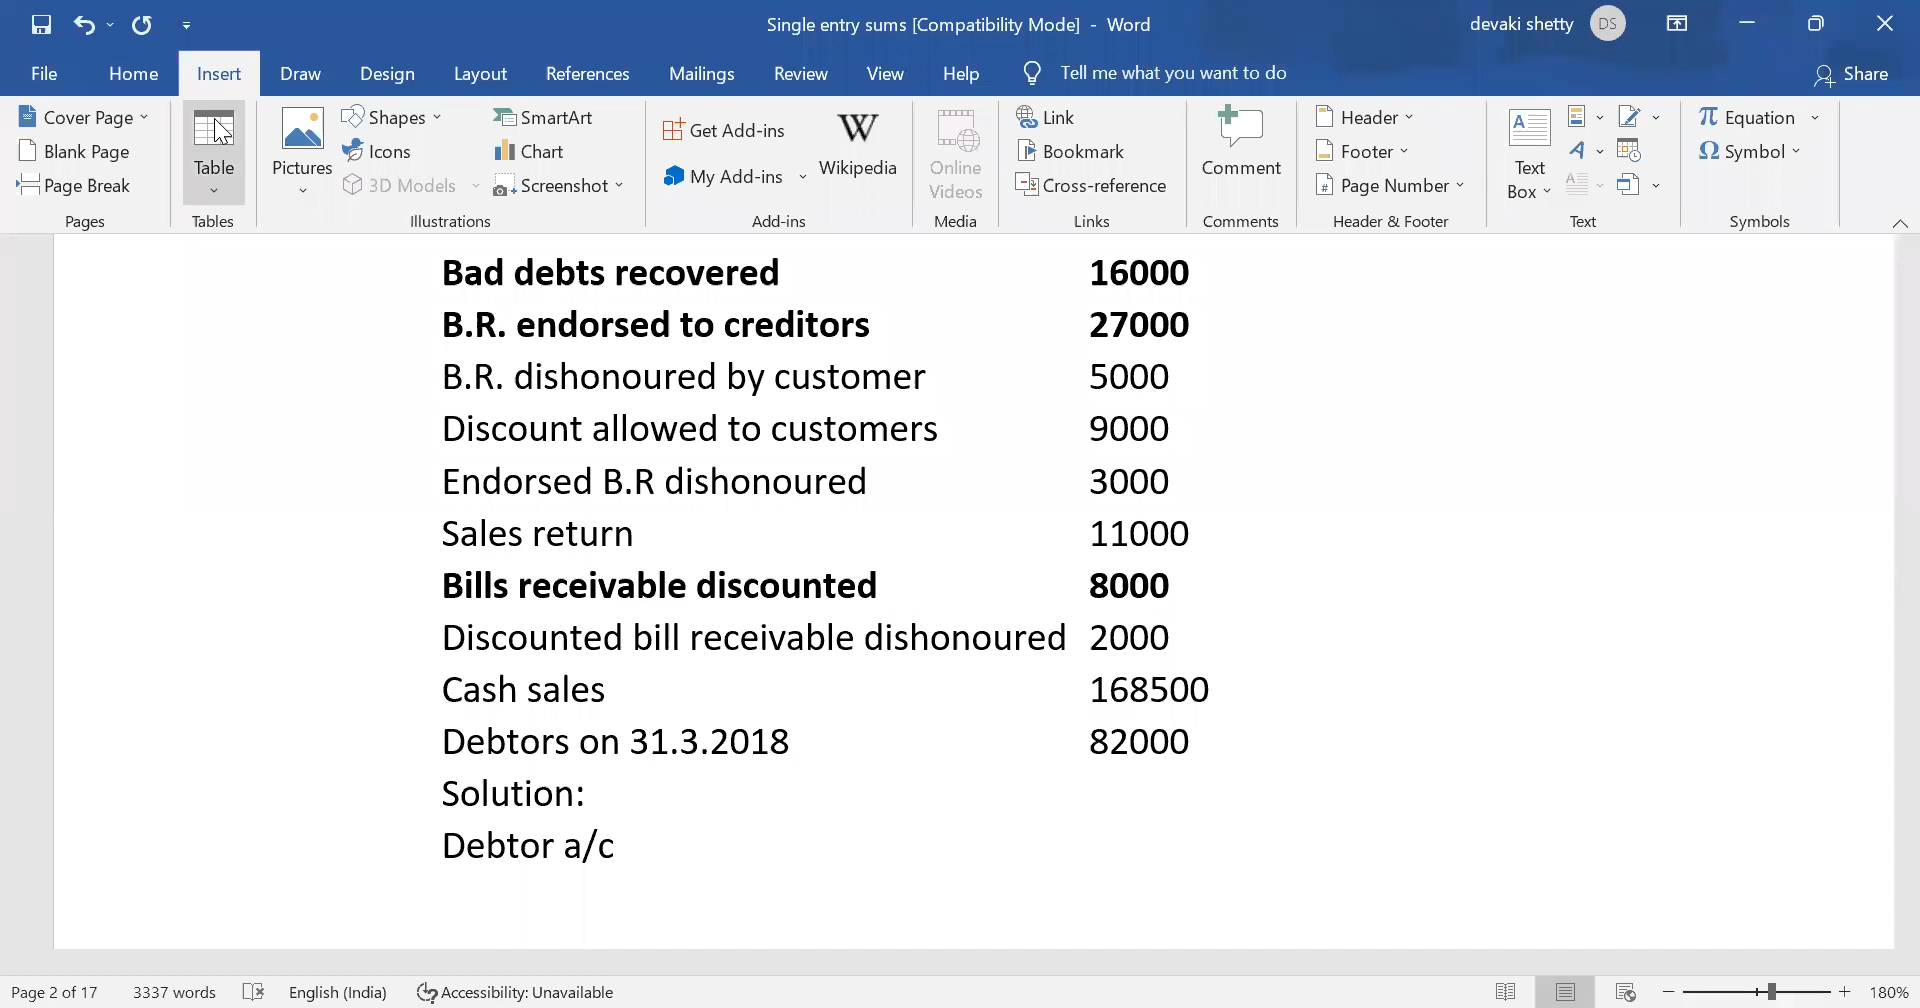 Single entry sums [Compatibility Mode] - Word
devaki shetty DS
File Home Insert Draw Design Layout References Mailings Review View Help Tell me what you want to do Share
Cover Page
Blank Page
Page Break
Pages
Table
Tables
Pictures
Shapes
Icons
3D Models
SmartArt
Chart
Screenshot
Illustrations
Get Add-ins
My Add-ins
W
Wikipedia
Add-ins
Online
Videos
Media
Link
Bookmark
Cross-reference
Links
Comment
Comments
Header
Footer
# Page Number
Header & Footer
A
Text
Box
A
A
Text
π Equation
Ω Symbol
Symbols
Bad debts recovered 16000
B.R. endorsed to creditors 27000
B.R. dishonoured by customer 5000
Discount allowed to customers 9000
Endorsed B.R dishonoured 3000
Sales return 11000
Bills receivable discounted 8000
Discounted bill receivable dishonoured 2000
Cash sales 168500
Debtors on 31.3.2018 82000
Solution:
Debtor a/c
Page 2 of 17 3337 words English (India) Accessibility: Unavailable 180%